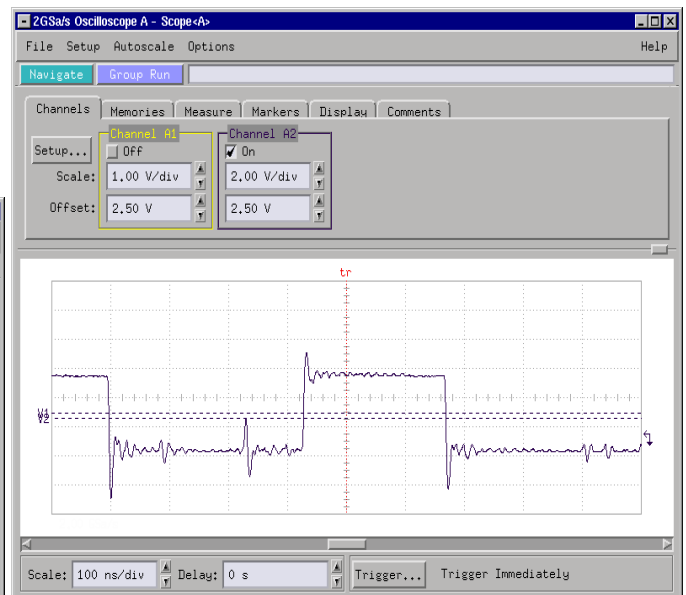 2GSa/s Oscilloscope A - Scope<A>
File Setup Autoscale Options Help
Navigate Group Run
Channels Memories Measure Markers Display Comments
Channel A1 Channel A2
Setup... Off On
Scale: 1.00 V/div 2.00 V/div
Offset: 2.50 V 2.50 V
tr
V2
Scale: 100 ns/div Delay: 0 s Trigger... Trigger Immediately